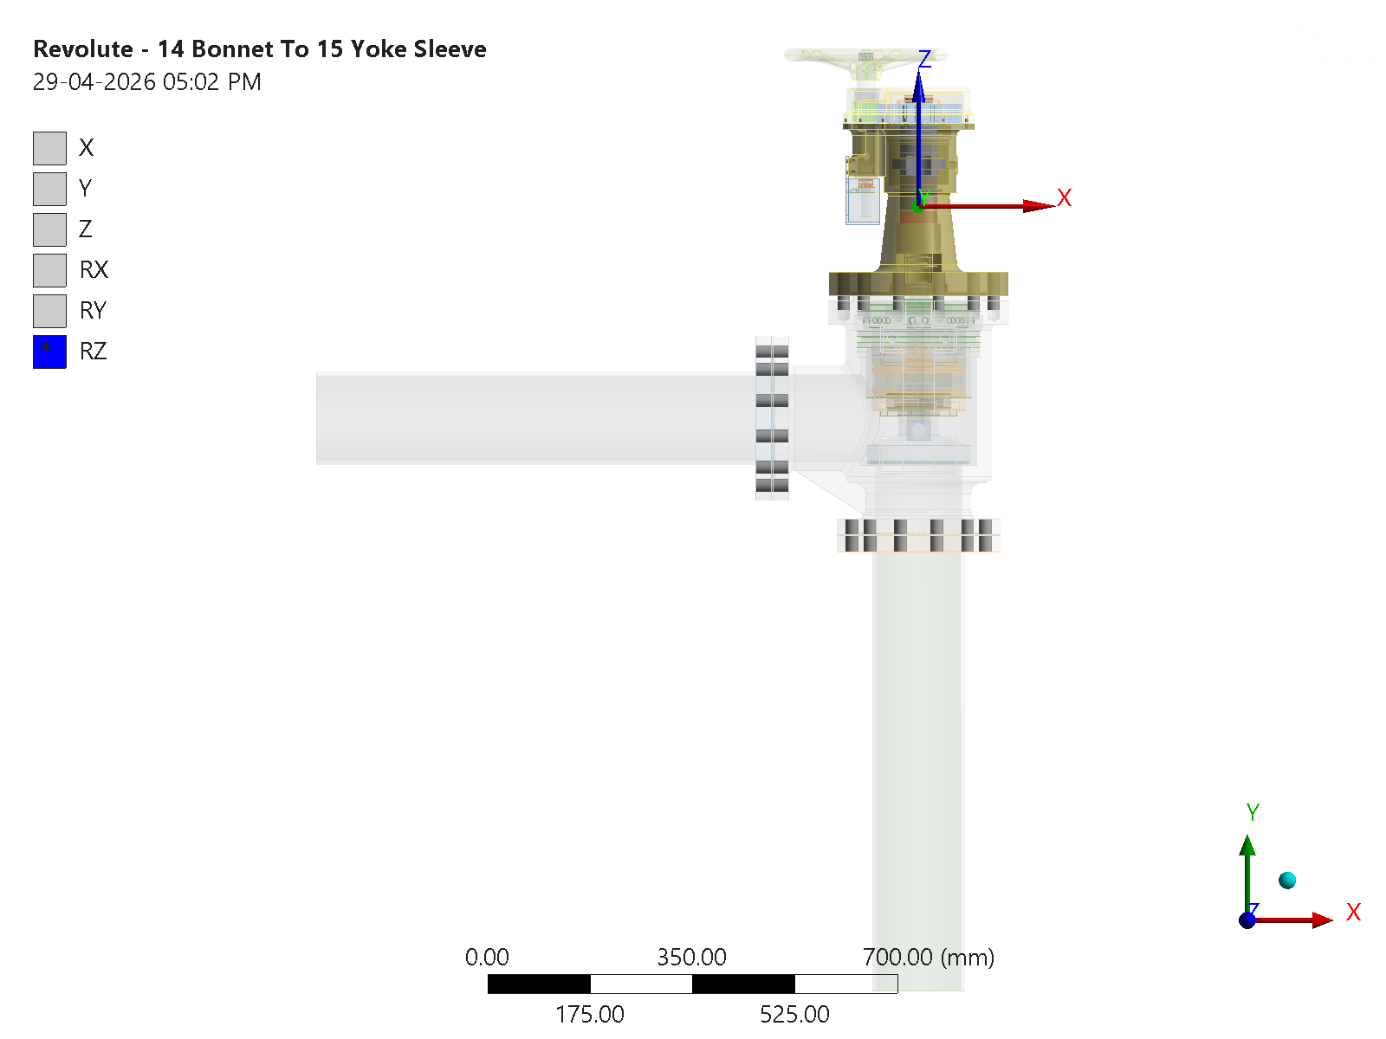 Revolute - 14 Bonnet To 15 Yoke Sleeve
29-04-2026 05:02 PM
X
Y
Z
RX
RY
* RZ
Z
X
Y
Y
X
Z
0.00 350.00 700.00 (mm)
175.00 525.00